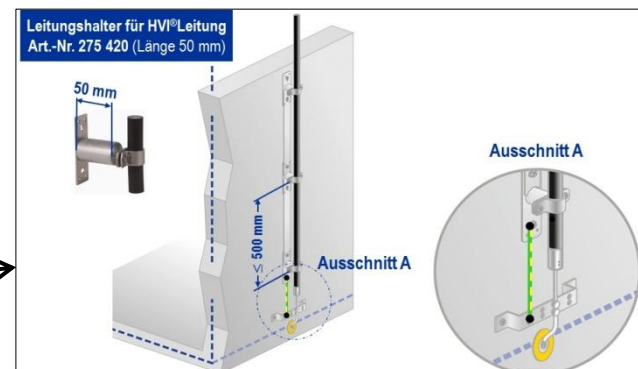 Leitungshalter für HVI®Leitung
Art.-Nr. 275 420 (Länge 50 mm)
50 mm
≤ 500 mm
Ausschnitt A
Ausschnitt A